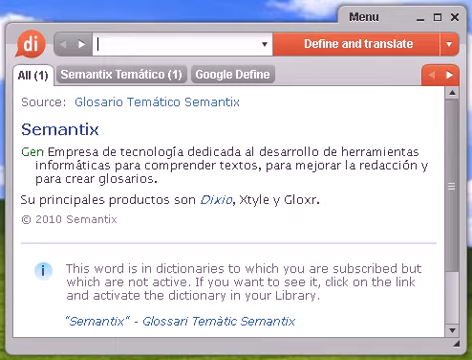 Menu
di
Define and translate
All (1)
Semantix Temático (1)
Google Define
Source: Glosario Temático Semantix
Semantix
Gen Empresa de tecnología dedicada al desarrollo de herramientas
informáticas para comprender textos, para mejorar la redacción y
para crear glosarios.
Su principales productos son Dixio, Xtyle y Gloxr.
© 2010 Semantix
i
This word is in dictionaries to which you are subscribed but
which are not active. If you want to see it, click on the link
and activate the dictionary in your Library.
"Semantix" - Glossari Temàtic Semantix